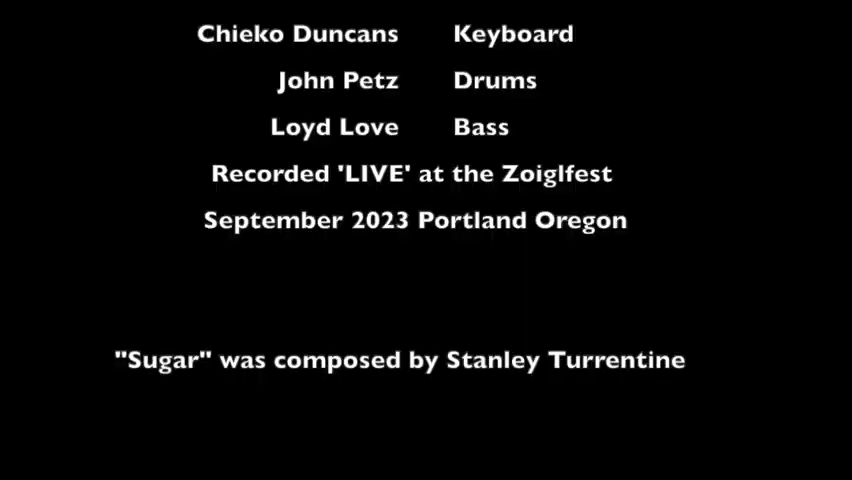 Chieko Duncans Keyboard
John Petz Drums
Loyd Love Bass
Recorded 'LIVE' at the Zoiglfest
September 2023 Portland Oregon
"Sugar" was composed by Stanley Turrentine